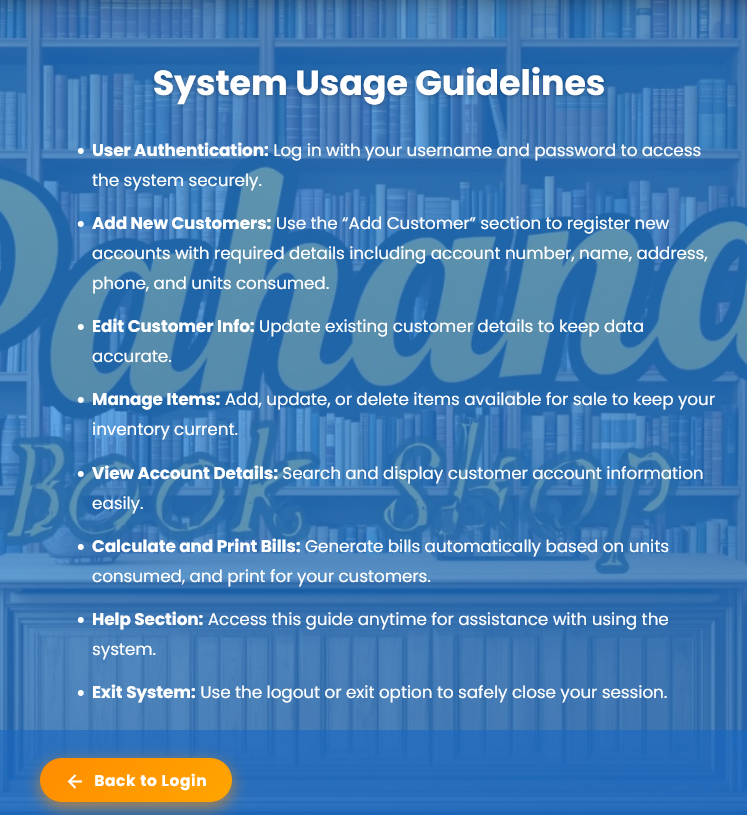 System Usage Guidelines
• User Authentication: Log in with your username and password to access
the system securely.
• Add New Customers: Use the “Add Customer” section to register new
accounts with required details including account number, name, address,
phone, and units consumed.
• Edit Customer Info: Update existing customer details to keep data
accurate.
• Manage Items: Add, update, or delete items available for sale to keep your
inventory current.
• View Account Details: Search and display customer account information
easily.
• Calculate and Print Bills: Generate bills automatically based on units
consumed, and print for your customers.
• Help Section: Access this guide anytime for assistance with using the
system.
• Exit System: Use the logout or exit option to safely close your session.
Pahana
Book Shop
← Back to Login